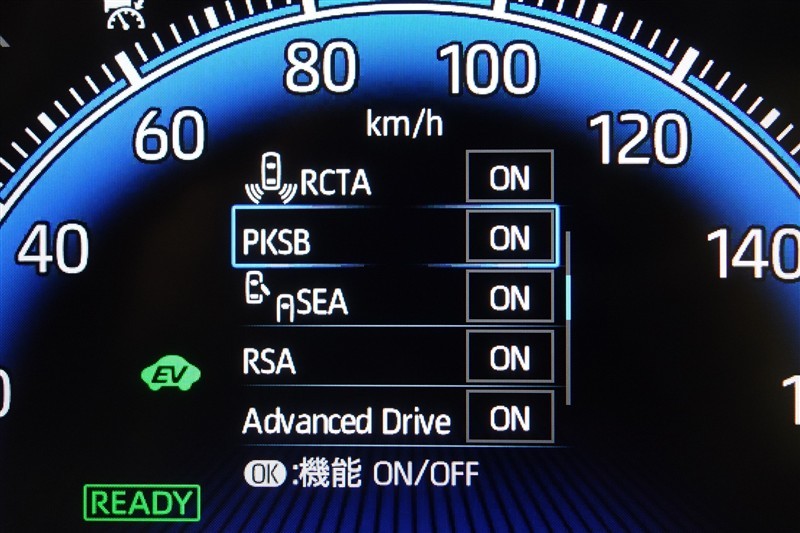 80 100
km/h
60 120
RCTA ON
40 PKSB ON 140
SEA ON
EV RSA ON
Advanced Drive ON
OK:機能 ON/OFF
READY